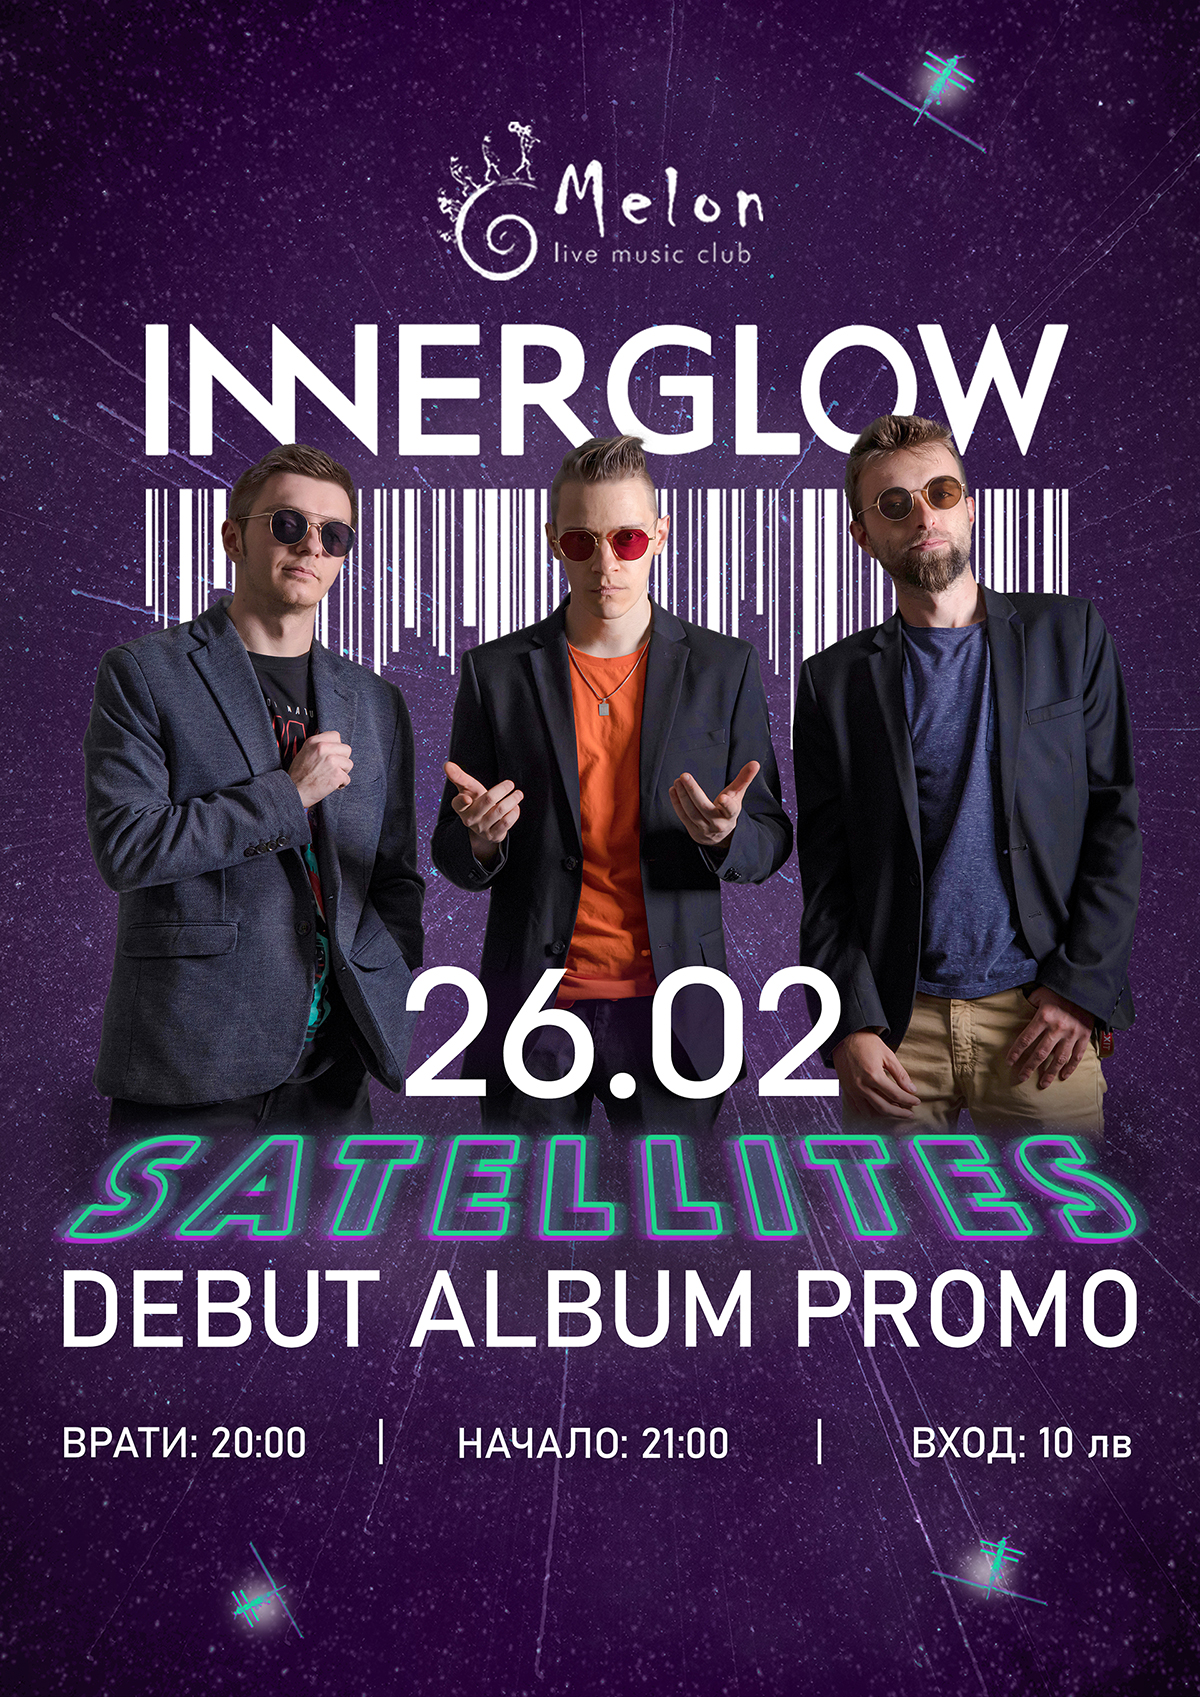 Melon
live music club
INNERGLOW
26.02
SATELLITES
DEBUT ALBUM PROMO
ВРАТИ: 20:00 | НАЧАЛО: 21:00 | ВХОД: 10 лв